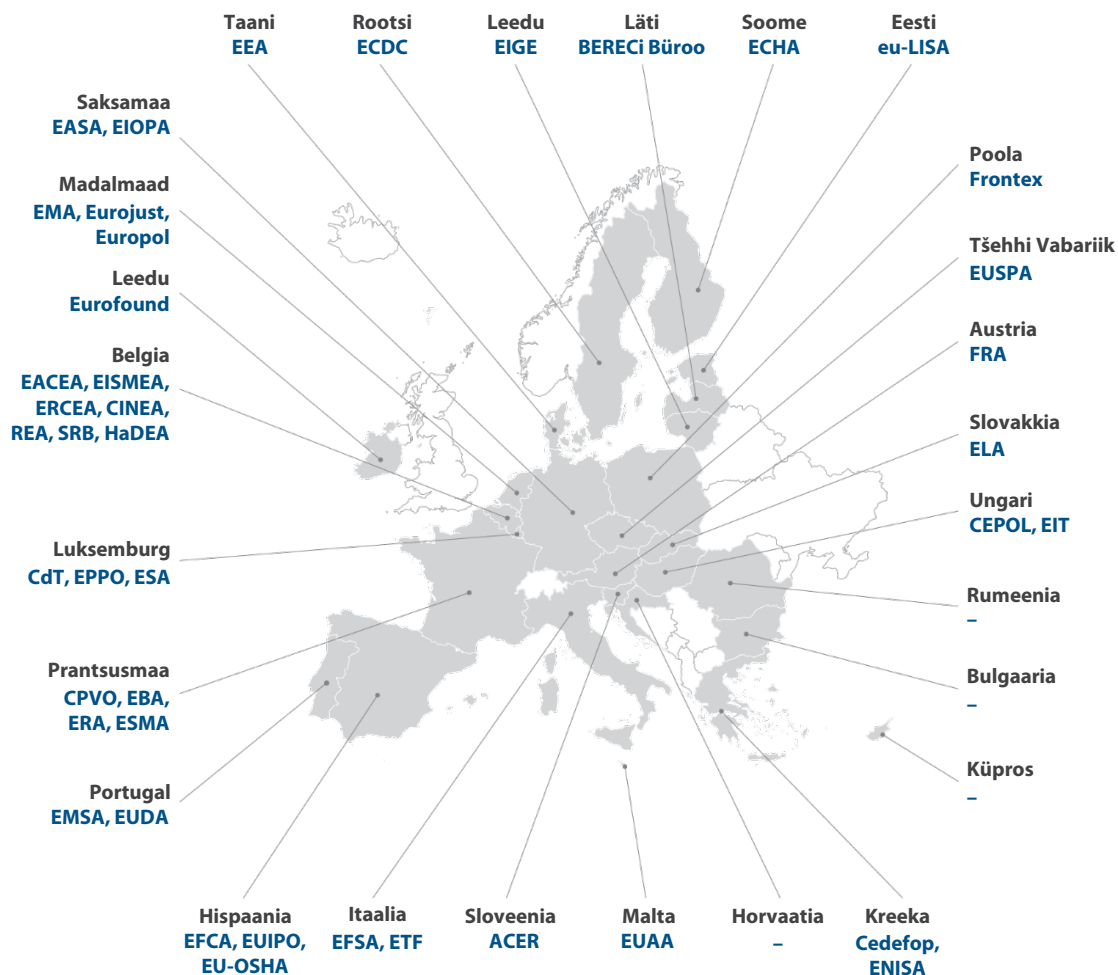 Taani
EEA
Rootsi
ECDC
Leedu
EIGE
Läti
BERECi Büroo
Soome
ECHA
Eesti
eu-LISA
Saksamaa
EASA, EIOPA
Madalmaad
EMA, Eurojust,
Europol
Leedu
Eurofound
Belgia
EACEA, EISMEA,
ERCEA, CINEA,
REA, SRB, HaDEA
Luksemburg
CdT, EPPO, ESA
Prantsusmaa
CPVO, EBA,
ERA, ESMA
Portugal
EMSA, EUDA
Poola
Frontex
Tšehhi Vabariik
EUSPA
Austria
FRA
Slovakkia
ELA
Ungari
CEPOL, EIT
Rumeenia
–
Bulgaaria
–
Küpros
–
Hispaania
EFCA, EUIPO,
EU-OSHA
Itaalia
EFSA, ETF
Sloveenia
ACER
Malta
EUAA
Horvaatia
–
Kreeka
Cedefop,
ENISA